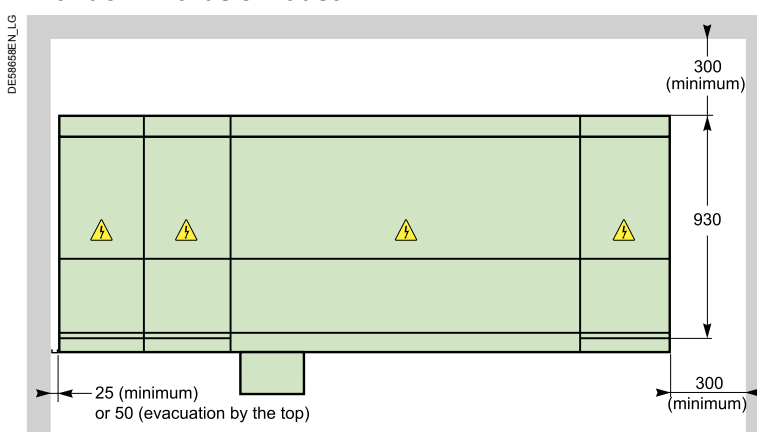 DE58658EN_LG
300
(minimum)
930
25 (minimum)
or 50 (evacuation by the top)
300
(minimum)